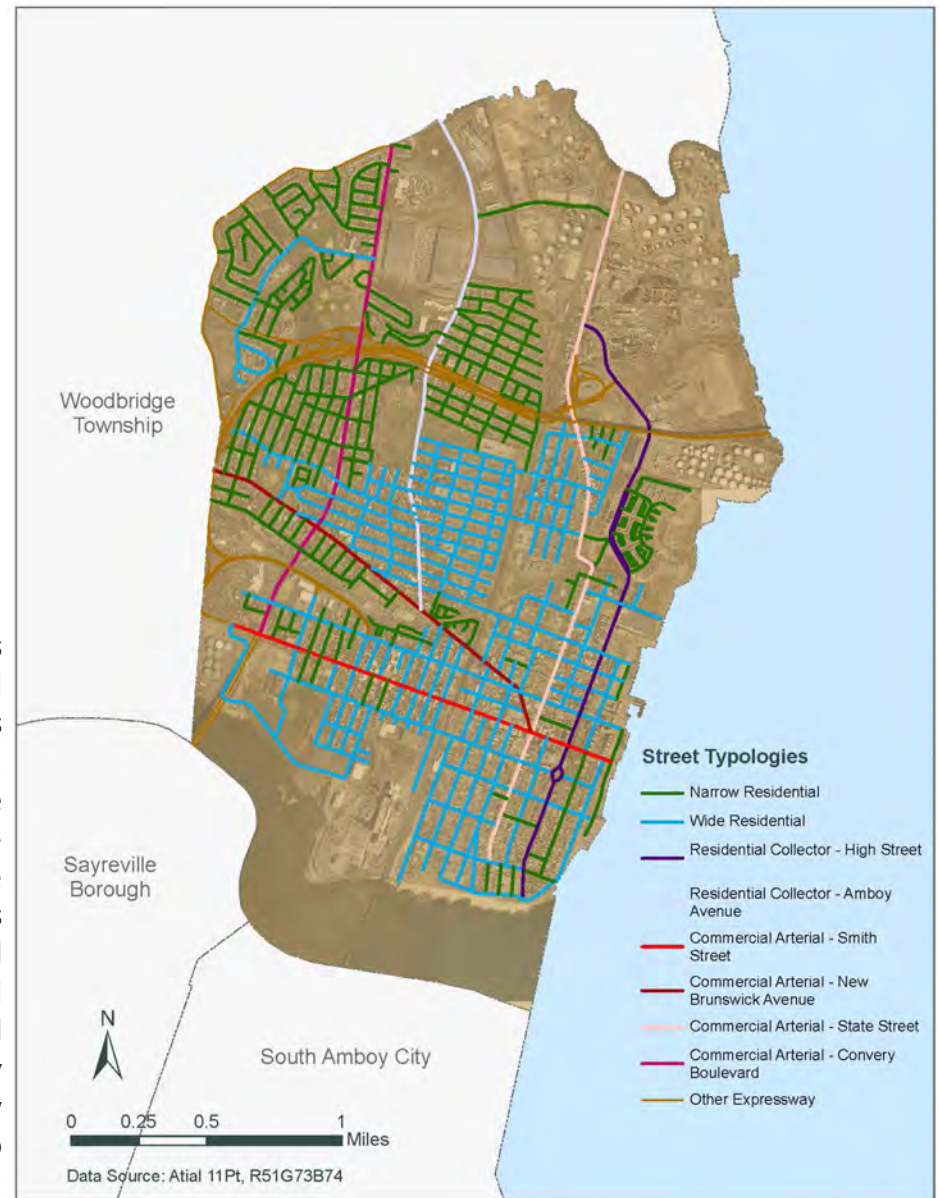 Woodbridge
Township
Sayreville
Borough
South Amboy City
N
0 0.25 0.5 1
Miles
Data Source: Atial 11Pt, R51G73B74
Street Typologies
Narrow Residential
Wide Residential
Residential Collector - High Street
Residential Collector - Amboy
Avenue
Commercial Arterial - Smith
Street
Commercial Arterial - New
Brunswick Avenue
Commercial Arterial - State Street
Commercial Arterial - Convery
Boulevard
Other Expressway